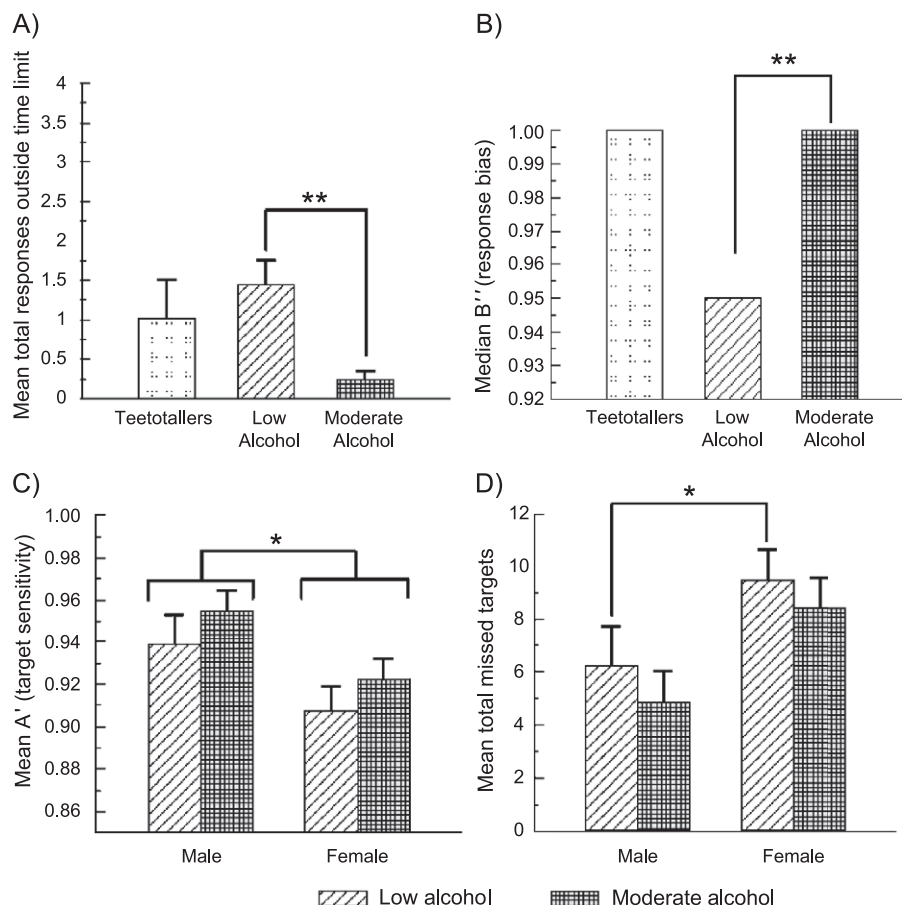 A)
Mean total responses outside time limit
4
3.5
3
2.5
2
1.5
1
0.5
0
**
Teetotallers
Low
Alcohol
Moderate
Alcohol
B)
Median B′′ (response bias)
1.00
0.99
0.98
0.97
0.96
0.95
0.94
0.93
0.92
**
Teetotallers
Low
Alcohol
Moderate
Alcohol
C)
Mean A' (target sensitivity)
1.00
0.98
0.96
0.94
0.92
0.90
0.88
0.86
*
Male
Female
D)
Mean total missed targets
12
10
8
6
4
2
0
*
Male
Female
Low alcohol
Moderate alcohol